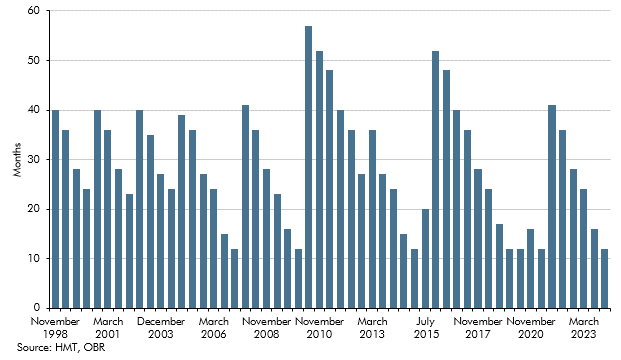 60
50
40
30
20
10
0
Months
November 1998
March 2001
December 2003
March 2006
November 2008
November 2010
March 2013
July 2015
November 2017
November 2020
March 2023
Source: HMT, OBR